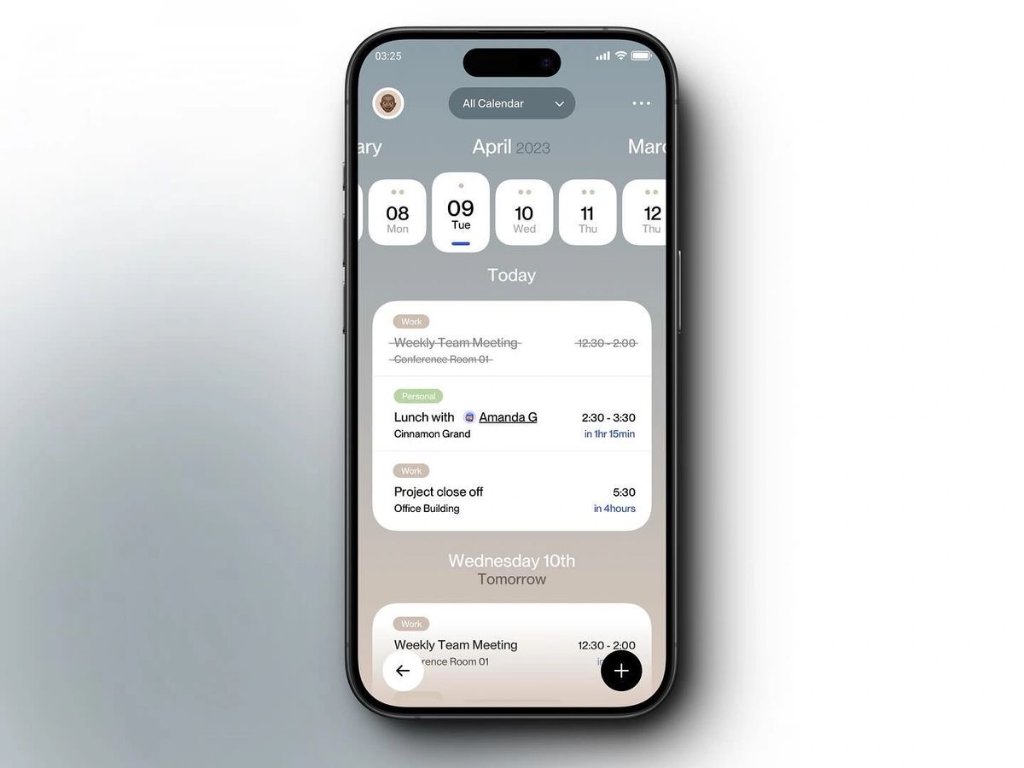 03:25
All Calendar
ary April 2023 Marc
08 09 10 11 12
Mon Tue Wed Thu Thu
Today
Work
Weekly Team Meeting 12:30 - 2:00
Conference Room 01
Personal
Lunch with Amanda G 2:30 - 3:30
Cinnamon Grand in 1hr 15min
Work
Project close off 5:30
Office Building in 4hours
Wednesday 10th
Tomorrow
Work
Weekly Team Meeting 12:30 - 2:00
rence Room 01 in